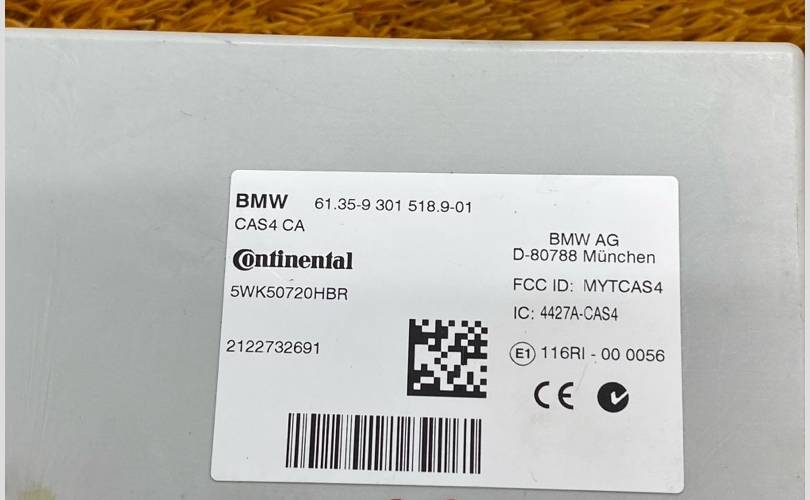 BMW 61.35-9 301 518.9-01
CAS4 CA
Continental
5WK50720HBR
2122732691
BMW AG
D-80788 München
FCC ID: MYTCAS4
IC: 4427A-CAS4
E1 116RI - 00 0056
CE